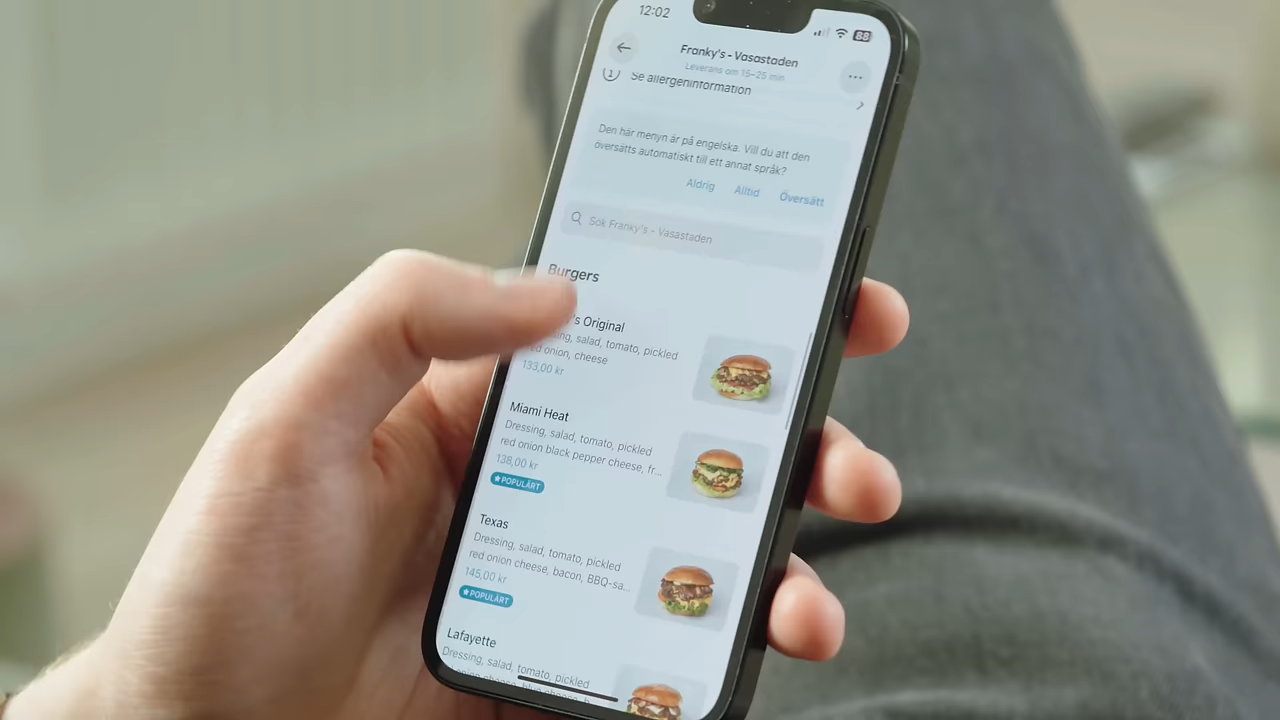 12:02
88
Franky's - Vasastaden
Leverans om 15-25 min
Se allergeninformation
Den här menyn är på engelska. Vill du att den
översätts automatiskt till ett annat språk?
Aldrig Alltid Översätt
Sök Franky's - Vasastaden
Burgers
's Original
salad, tomato, pickled
onion, cheese
133,00 kr
Miami Heat
Dressing, salad, tomato, pickled
red onion black pepper cheese, fr...
138,00 kr
POPULÄRT
Texas
Dressing, salad, tomato, pickled
red onion cheese, bacon, BBQ-sa...
145,00 kr
POPULÄRT
Lafayette
Dressing, salad, tomato, pickled